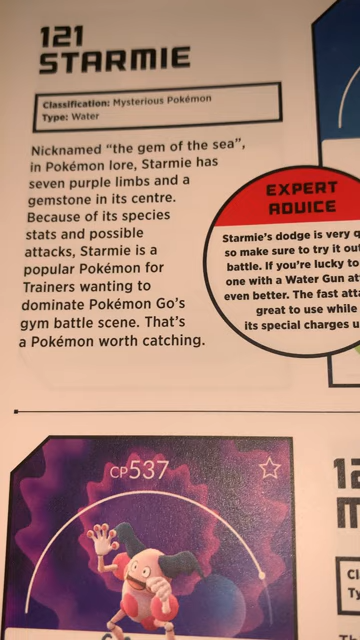 121
STARMIE
Classification: Mysterious Pokémon
Type: Water
Nicknamed “the gem of the sea”,
in Pokémon lore, Starmie has
seven purple limbs and a
gemstone in its centre.
Because of its species
stats and possible
attacks, Starmie is a
popular Pokémon for
Trainers wanting to
dominate Pokémon Go’s
gym battle scene. That’s
a Pokémon worth catching.
EXPERT
ADVICE
Starmie’s dodge is very
so make sure to try it out
battle. If you’re lucky to
one with a Water Gun
even better. The fast
great to use while
its special charges
CP537